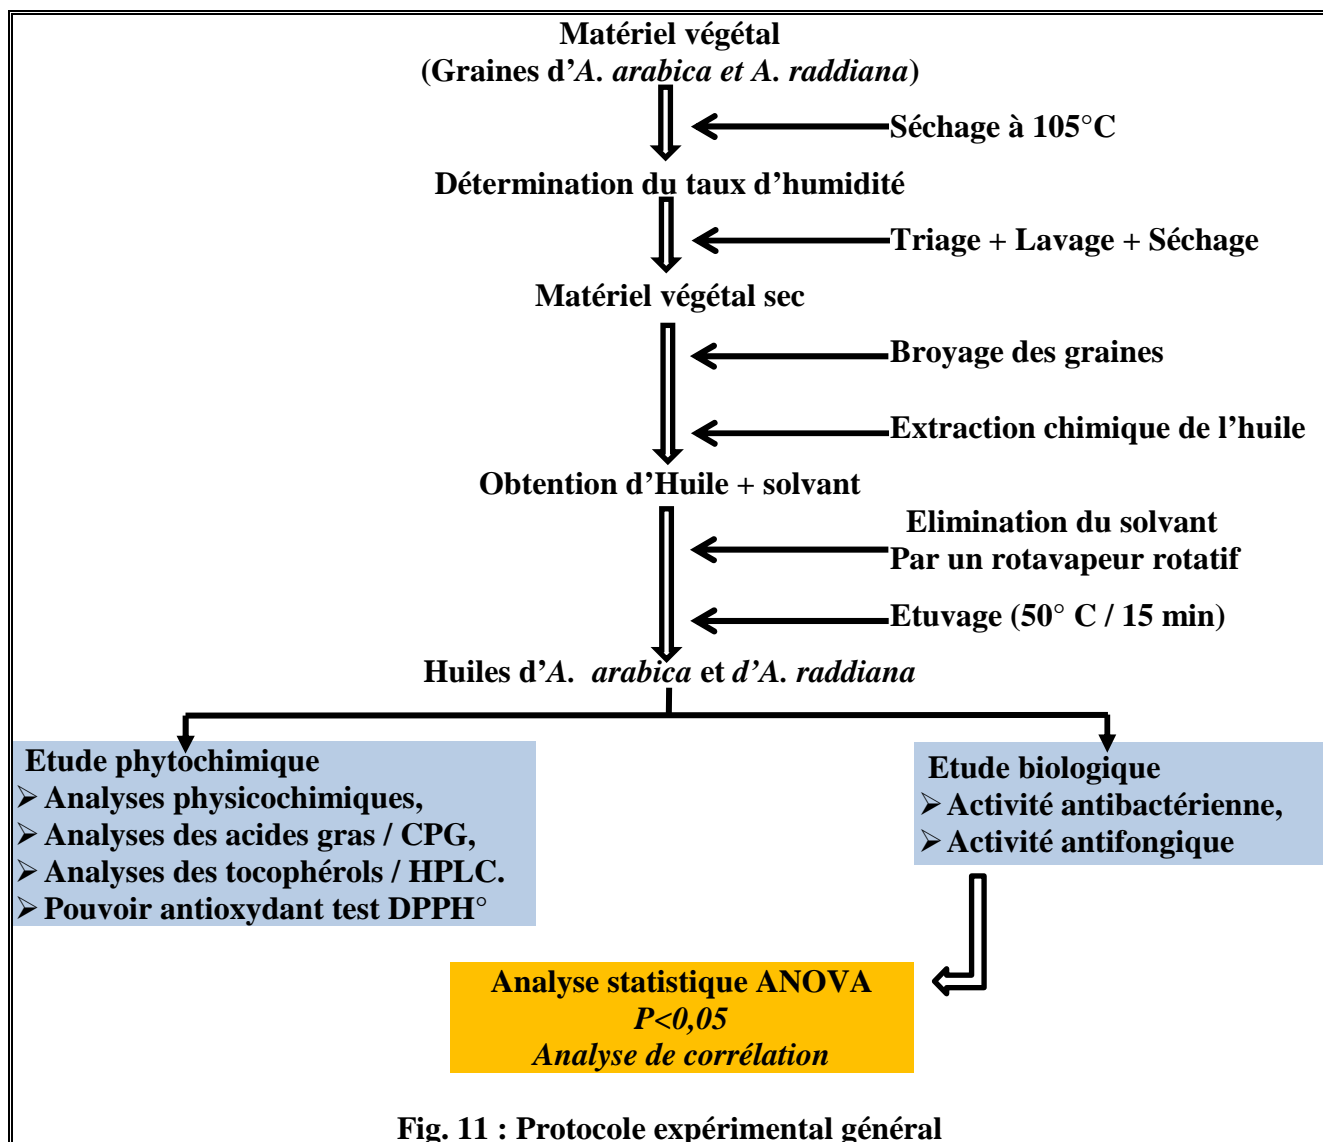 Matériel végétal
(Graines d’A. arabica et A. raddiana)
Séchage à 105°C
Détermination du taux d’humidité
Triage + Lavage + Séchage
Matériel végétal sec
Broyage des graines
Extraction chimique de l’huile
Obtention d’Huile + solvant
Elimination du solvant
Par un rotavapeur rotatif
Etuvage (50° C / 15 min)
Huiles d’A. arabica et d’A. raddiana
Etude phytochimique
➢ Analyses physicochimiques,
➢ Analyses des acides gras / CPG,
➢ Analyses des tocophérols / HPLC.
➢ Pouvoir antioxydant test DPPH°
Etude biologique
➢ Activité antibactérienne,
➢ Activité antifongique
Analyse statistique ANOVA
P<0,05
Analyse de corrélation
Fig. 11 : Protocole expérimental général